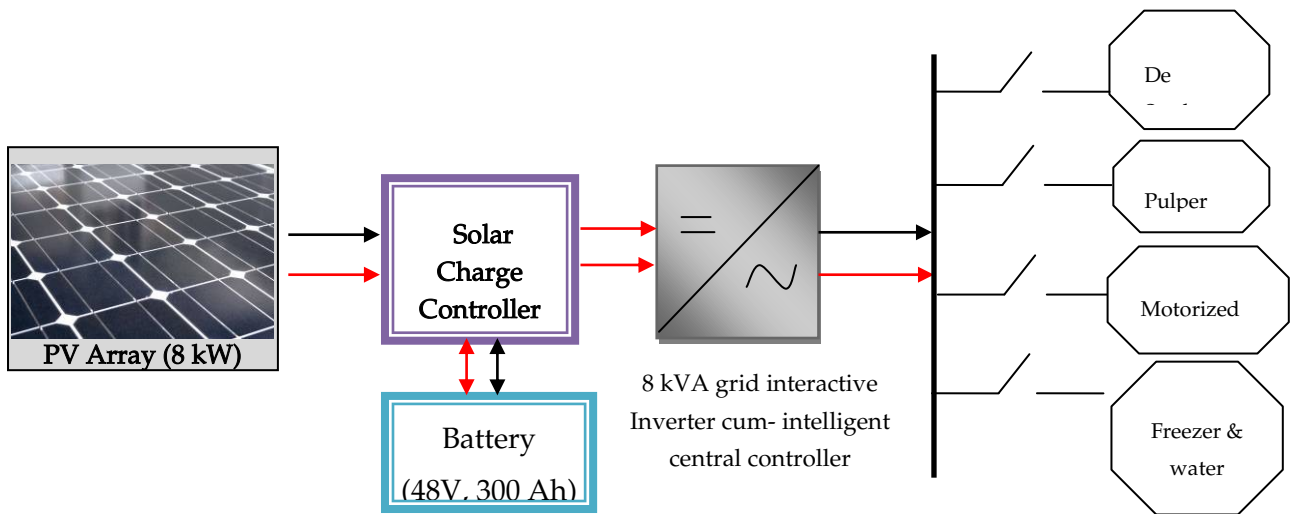 PV Array (8 kW)
Solar
Charge
Controller
Battery
(48V, 300 Ah)
8 kVA grid interactive
Inverter cum- intelligent
central controller
De
Pulper
Motorized
Freezer &
water